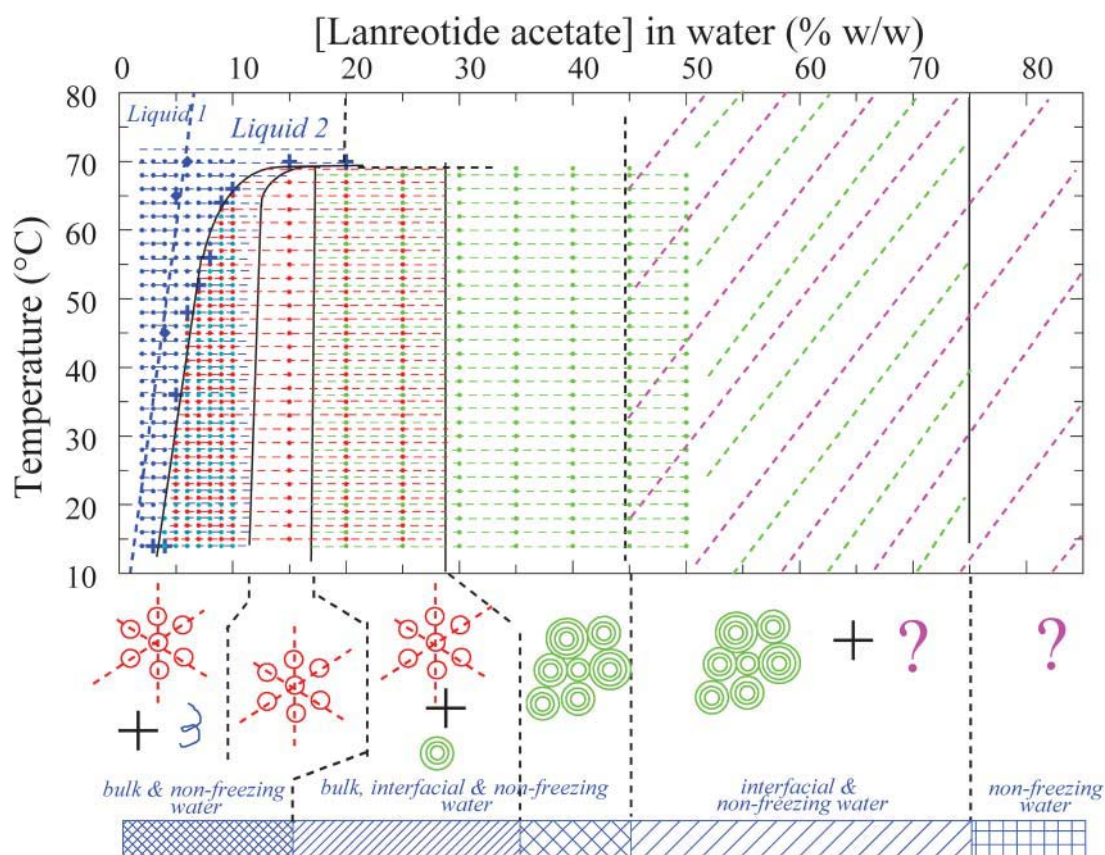 [Lanreotide acetate] in water (% w/w)
0 10 20 30 40 50 60 70 80
80
70
60
50
40
30
20
10
Temperature (°C)
Liquid 1
Liquid 2
+
+
+ ?
?
bulk & non-freezing
water
bulk, interfacial & non-freezing
water
interfacial &
non-freezing water
non-freezing
water